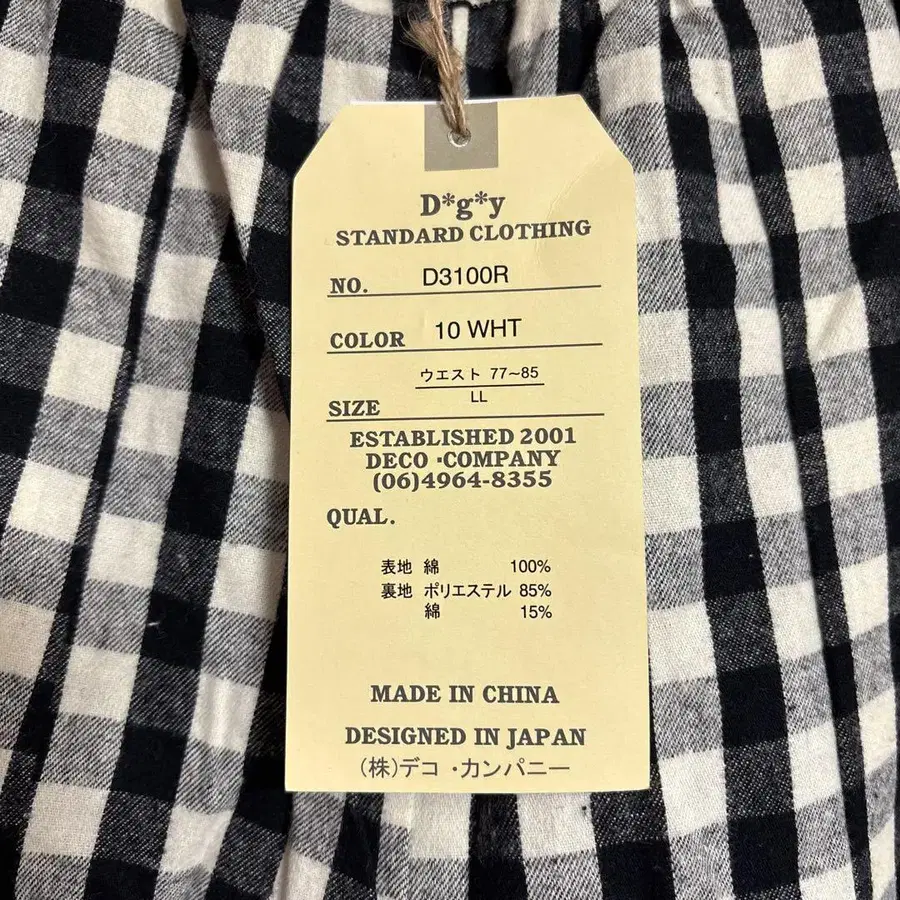 D*g*y
STANDARD CLOTHING
NO. D3100R
COLOR 10 WHT
ウエスト 77~85
SIZE LL
ESTABLISHED 2001
DECO・COMPANY
(06)4964-8355
QUAL.
表地 綿 100%
裏地 ポリエステル 85%
綿 15%
MADE IN CHINA
DESIGNED IN JAPAN
(株)デコ・カンパニー